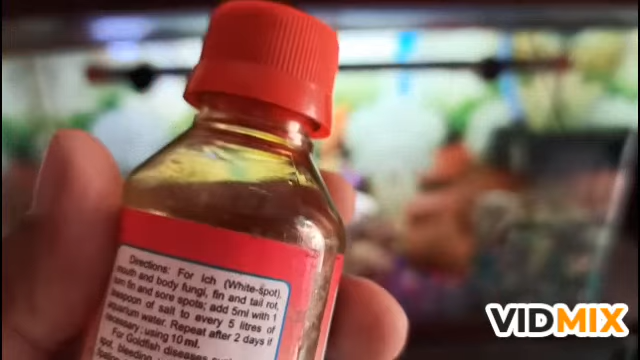 Directions: For Ich (White-spot),
mouth and body fungi, fin and tail rot,
torn fin and sore spots; add 5ml with 1
teaspoon of salt to every 5 litres of
aquarium water. Repeat after 2 days if
necessary; using 10 ml.
For Goldfish diseases
spot, bleeding
VIDMIX